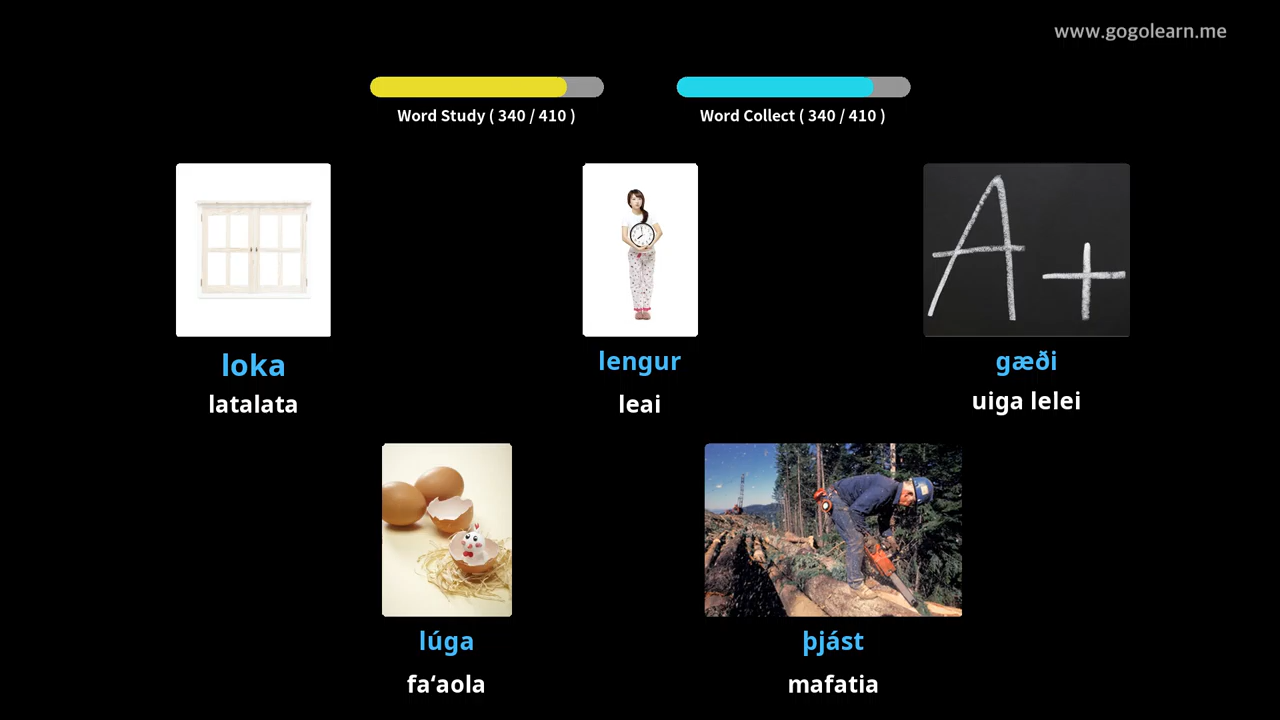 www.gogolearn.me
Word Study ( 340 / 410 )
Word Collect ( 340 / 410 )
loka
latalata
lengur
leai
gæði
uiga lelei
A+
lúga
fa‘aola
þjást
mafatia